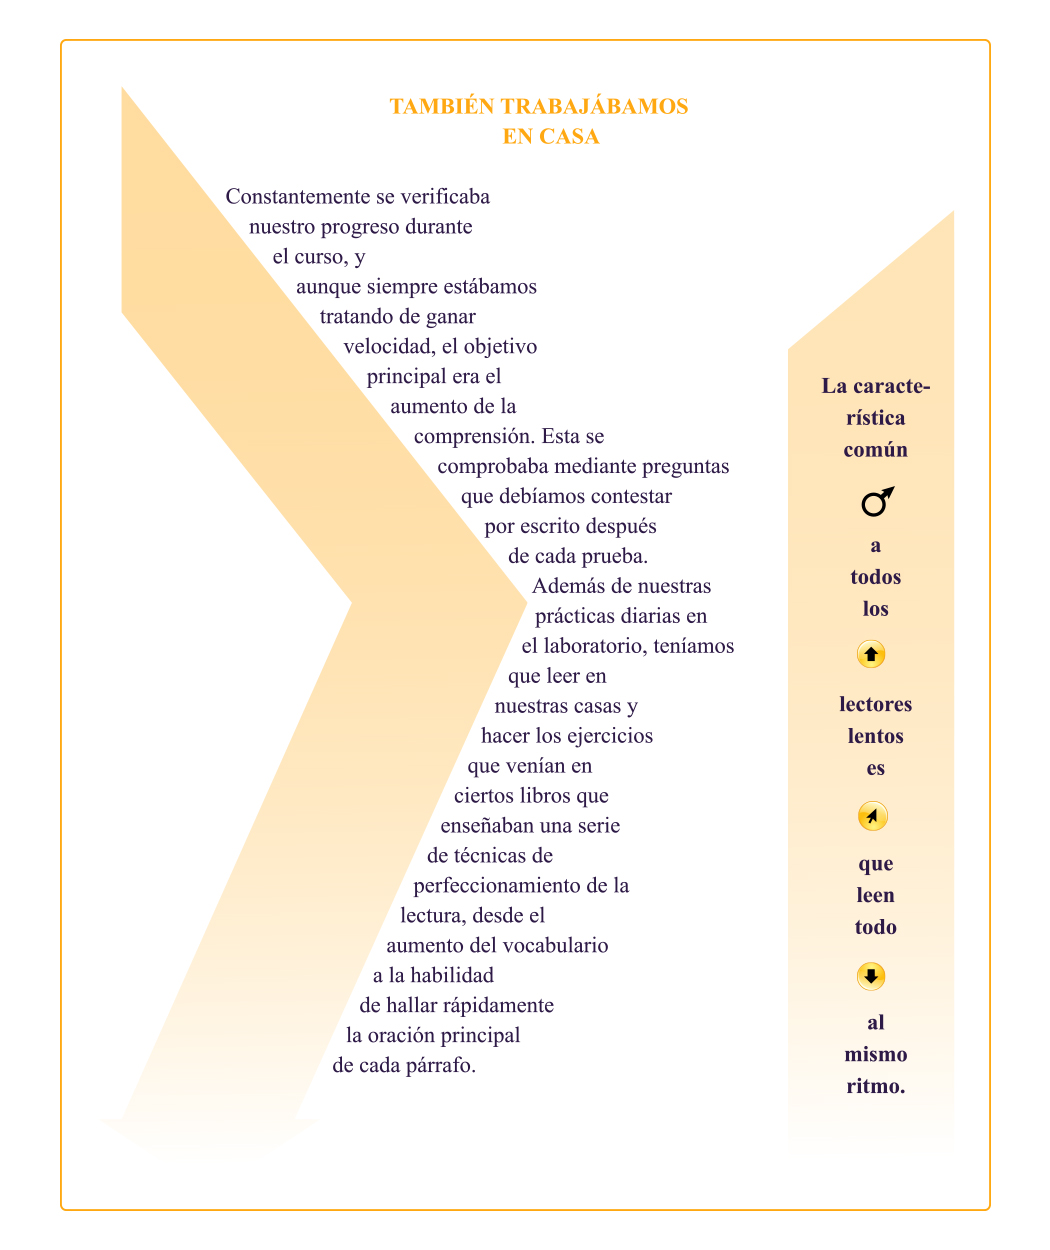 TAMBIÉN TRABAJÁBAMOS
EN CASA
Constantemente se verificaba
nuestro progreso durante
el curso, y
aunque siempre estábamos
tratando de ganar
velocidad, el objetivo
principal era el
aumento de la
comprensión. Esta se
comprobaba mediante preguntas
que debíamos contestar
por escrito después
de cada prueba.
Además de nuestras
prácticas diarias en
el laboratorio, teníamos
que leer en
nuestras casas y
hacer los ejercicios
que venían en
ciertos libros que
enseñaban una serie
de técnicas de
perfeccionamiento de la
lectura, desde el
aumento del vocabulario
a la habilidad
de hallar rápidamente
la oración principal
de cada párrafo.
La caracte-
rística
común
a
todos
los
lectores
lentos
es
que
leen
todo
al
mismo
ritmo.